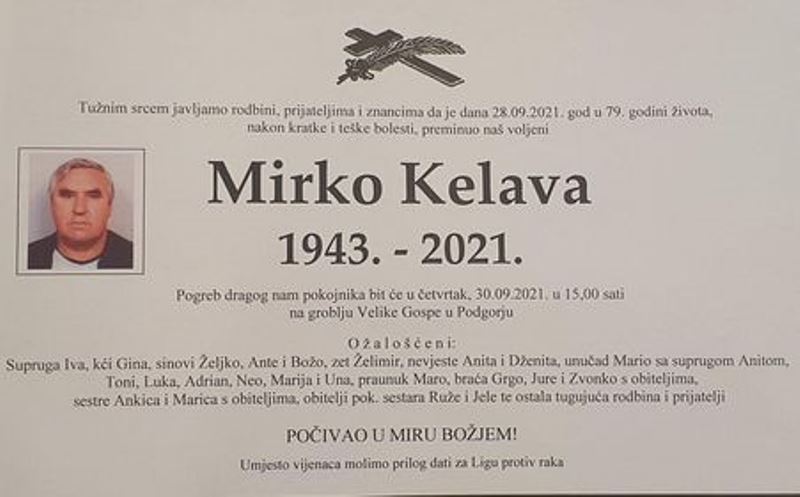 Tužnim srcem javljamo rodbini, prijateljima i znancima da je dana 28.09.2021. god u 79. godini života,
nakon kratke i teške bolesti, preminuo naš voljeni
Mirko Kelava
1943. - 2021.
Pogreb dragog nam pokojnika bit će u četvrtak, 30.09.2021. u 15,00 sati
na groblju Velike Gospe u Podgorju
Ožalošćeni:
Supruga Iva, kći Gina, sinovi Željko, Ante i Božo, zet Želimir, nevjeste Anita i Dženita, unučad Mario sa suprugom Anitom,
Toni, Luka, Adrian, Neo, Marija i Una, praunuk Maro, braća Grgo, Jure i Zvonko s obiteljima,
sestre Ankica i Marica s obiteljima, obitelji pok. sestara Ruže i Jele te ostala tugujuća rodbina i prijatelji
POČIVAO U MIRU BOŽJEM!
Umjesto vijenaca molimo prilog dati za Ligu protiv raka